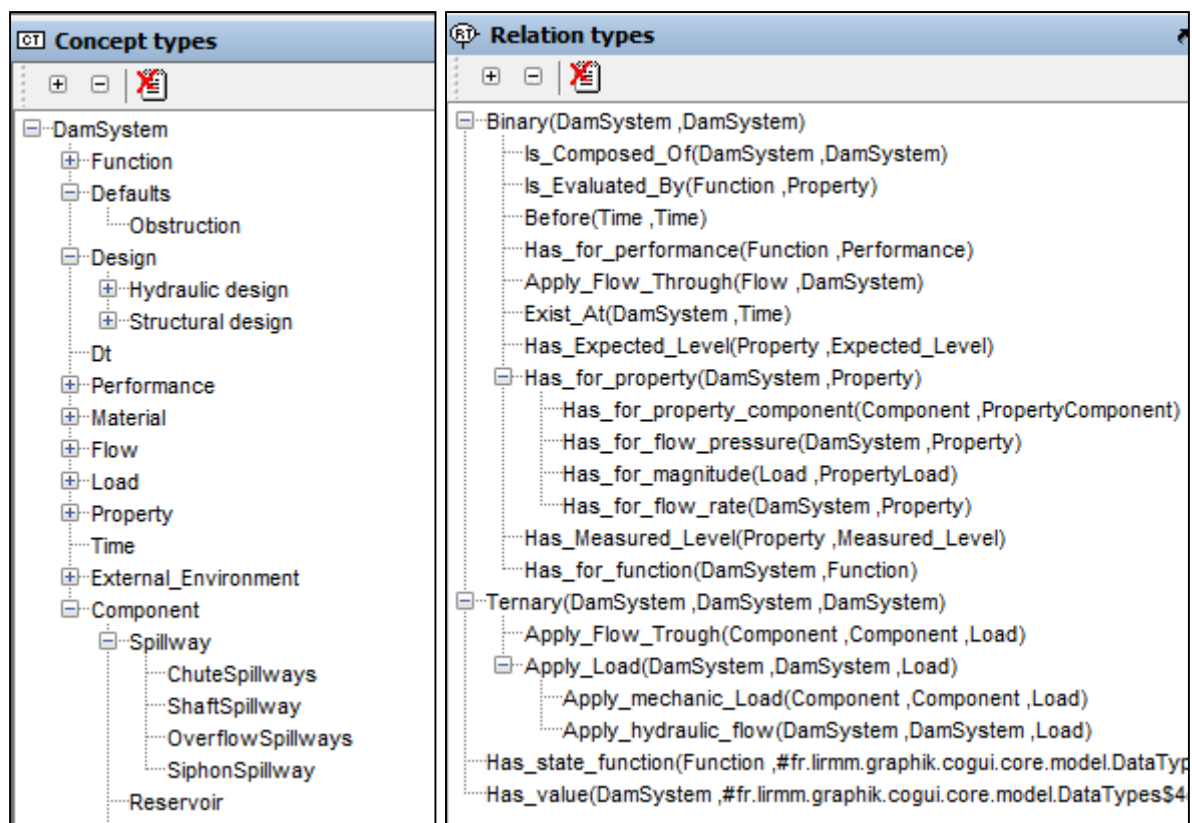 CT Concept types
DamSystem
Function
Defaults
Obstruction
Design
Hydraulic design
Structural design
Dt
Performance
Material
Flow
Load
Property
Time
External_Environment
Component
Spillway
ChuteSpillways
ShaftSpillway
OverflowSpillways
SiphonSpillway
Reservoir
RT Relation types
Binary(DamSystem ,DamSystem)
Is_Composed_Of(DamSystem ,DamSystem)
Is_Evaluated_By(Function ,Property)
Before(Time ,Time)
Has_for_performance(Function ,Performance)
Apply_Flow_Through(Flow ,DamSystem)
Exist_At(DamSystem ,Time)
Has_Expected_Level(Property ,Expected_Level)
Has_for_property(DamSystem ,Property)
Has_for_property_component(Component ,PropertyComponent)
Has_for_flow_pressure(DamSystem ,Property)
Has_for_magnitude(Load ,PropertyLoad)
Has_for_flow_rate(DamSystem ,Property)
Has_Measured_Level(Property ,Measured_Level)
Has_for_function(DamSystem ,Function)
Ternary(DamSystem ,DamSystem ,DamSystem)
Apply_Flow_Trough(Component ,Component ,Load)
Apply_Load(DamSystem ,DamSystem ,Load)
Apply_mechanic_Load(Component ,Component ,Load)
Apply_hydraulic_flow(DamSystem ,DamSystem ,Load)
Has_state_function(Function ,#fr.lirmm.graphik.cogui.core.model.DataTyp
Has_value(DamSystem ,#fr.lirmm.graphik.cogui.core.model.DataTypes$4